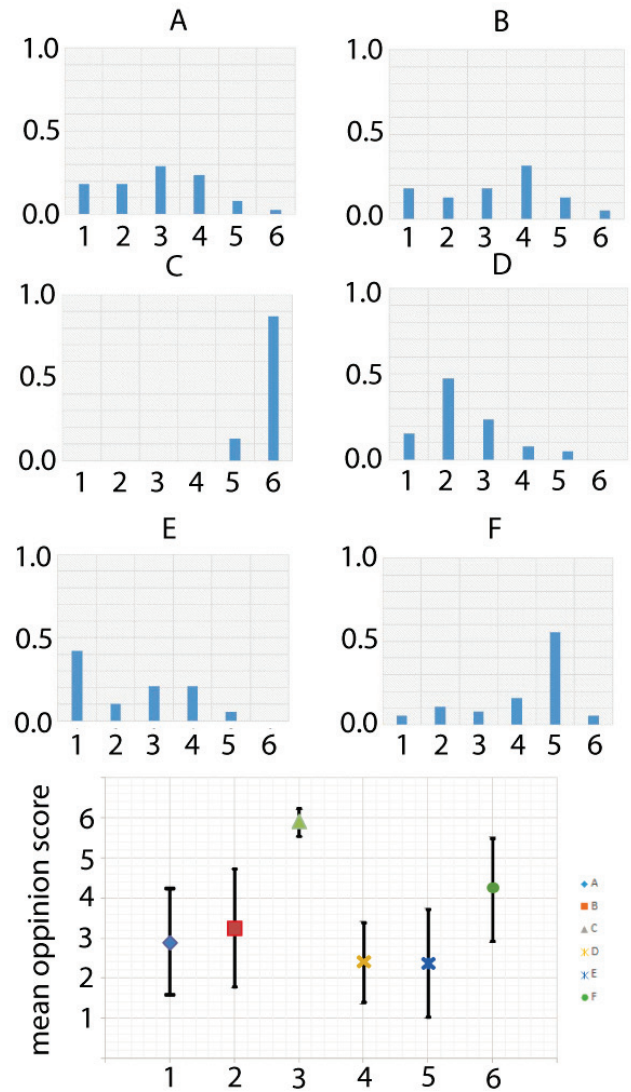 A B
1.0 1.0
0.5 0.5
0.0 0.0
1 2 3 4 5 6 1 2 3 4 5 6
C D
1.0 1.0
0.5 0.5
0.0 0.0
1 2 3 4 5 6 1 2 3 4 5 6
E F
1.0 1.0
0.5 0.5
0.0 0.0
1 2 3 4 5 6 1 2 3 4 5 6
mean oppinion score
6
5
4
3
2
1
1 2 3 4 5 6
A
B
C
D
E
F